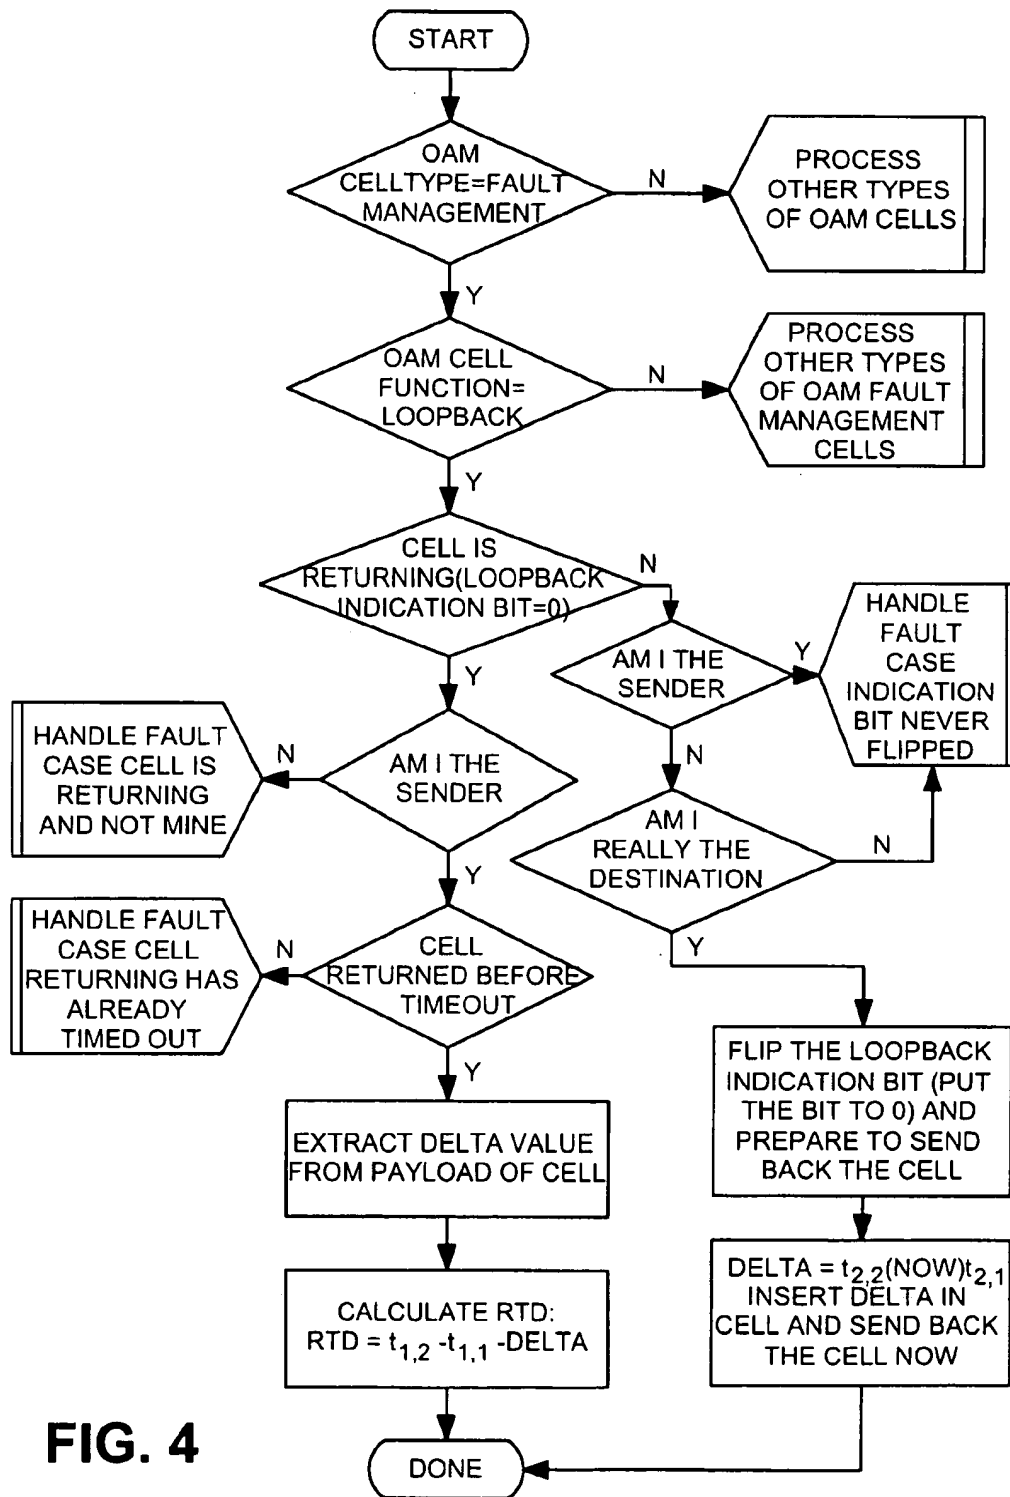 START
OAM
CELLTYPE=FAULT
MANAGEMENT
N
PROCESS
OTHER TYPES
OF OAM CELLS
Y
OAM CELL
FUNCTION=
LOOPBACK
N
PROCESS
OTHER TYPES
OF OAM FAULT
MANAGEMENT
CELLS
Y
CELL IS
RETURNING(LOOPBACK
INDICATION BIT=0)
N
AM I THE
SENDER
Y
HANDLE
FAULT
CASE
INDICATION
BIT NEVER
FLIPPED
Y
AM I THE
SENDER
N
HANDLE FAULT
CASE CELL IS
RETURNING
AND NOT MINE
N
AM I
REALLY THE
DESTINATION
N
Y
CELL
RETURNED BEFORE
TIMEOUT
N
HANDLE FAULT
CASE CELL
RETURNING HAS
ALREADY
TIMED OUT
Y
FLIP THE LOOPBACK
INDICATION BIT (PUT
THE BIT TO 0) AND
PREPARE TO SEND
BACK THE CELL
Y
EXTRACT DELTA VALUE
FROM PAYLOAD OF CELL
DELTA = t2,2(NOW)t2,1
INSERT DELTA IN
CELL AND SEND BACK
THE CELL NOW
CALCULATE RTD:
RTD = t1,2 -t1,1 -DELTA
DONE
FIG. 4